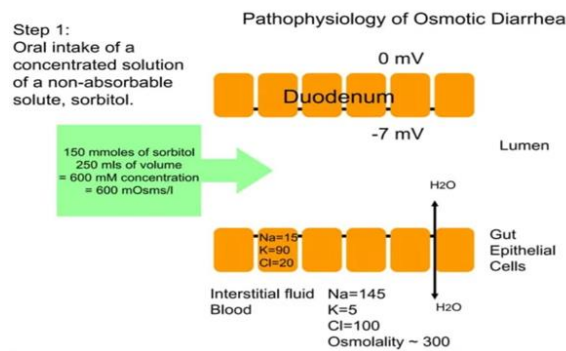 Pathophysiology of Osmotic Diarrhea
Step 1:
Oral intake of a
concentrated solution
of a non-absorbable
solute, sorbitol.
0 mV
Duodenum
-7 mV
Lumen
150 mmoles of sorbitol
250 mls of volume
= 600 mM concentration
= 600 mOsms/l
H2O
Na=15
K=90
Cl=20
Gut
Epithelial
Cells
Interstitial fluid
Blood
Na=145
K=5
Cl=100
Osmolality ~ 300
H2O